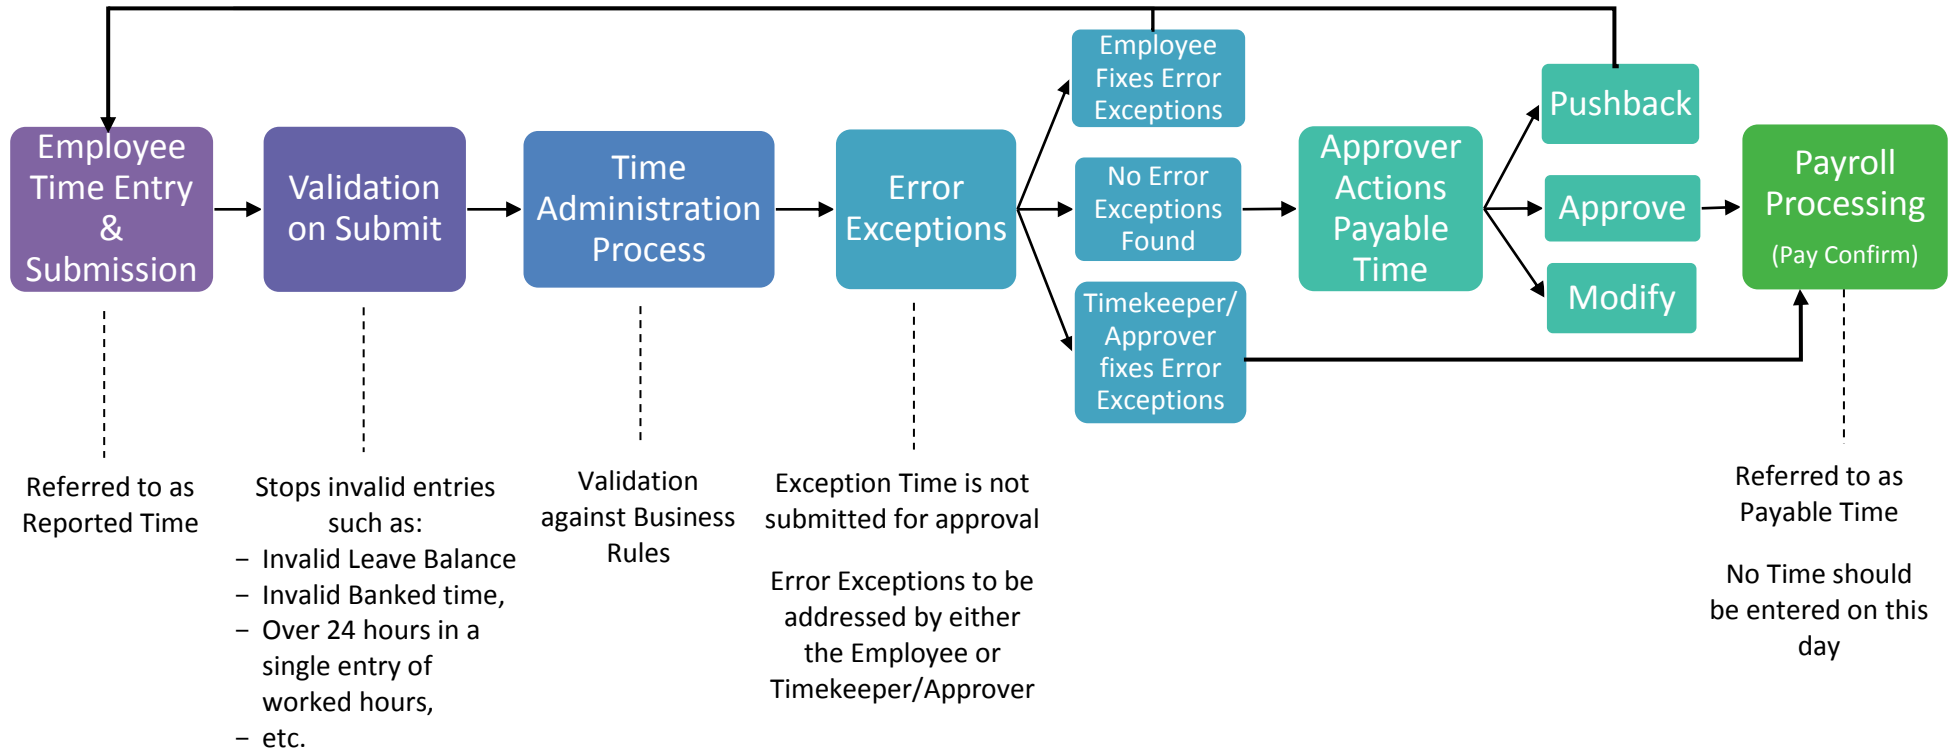 Employee
Time Entry
&
Submission
Validation
on Submit
Time
Administration
Process
Error
Exceptions
Employee
Fixes Error
Exceptions
No Error
Exceptions
Found
Timekeeper/
Approver
fixes Error
Exceptions
Approver
Actions
Payable
Time
Pushback
Approve
Modify
Payroll
Processing
(Pay Confirm)
Referred to as
Reported Time
Stops invalid entries
such as:
– Invalid Leave Balance
– Invalid Banked time,
– Over 24 hours in a
single entry of
worked hours,
– etc.
Validation
against Business
Rules
Exception Time is not
submitted for approval
Error Exceptions to be
addressed by either
the Employee or
Timekeeper/Approver
Referred to as
Payable Time
No Time should
be entered on this
day